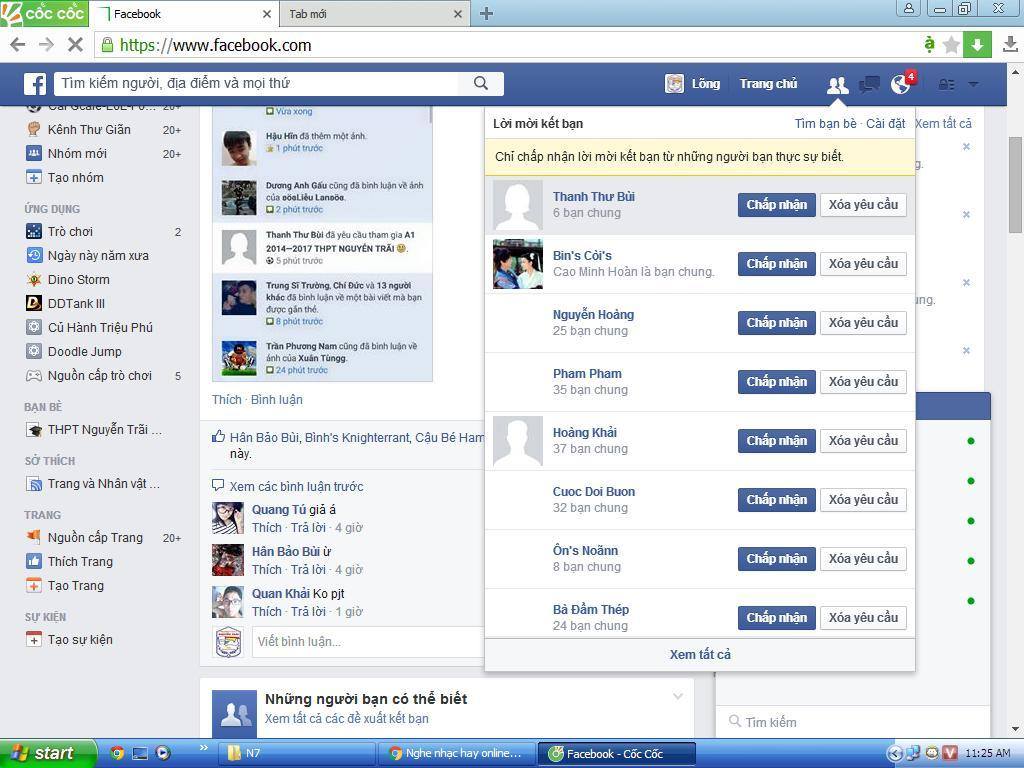 cốc cốc
Facebook
Tab mới
https://www.facebook.com
Tìm kiếm người, địa điểm và mọi thứ
Lõng
Trang chủ
4
20+
Kênh Thư Giãn 20+
Nhóm mới 20+
Tạo nhóm
ỨNG DỤNG
Trò chơi 2
Ngày này năm xưa
Dino Storm
DDTank III
Củ Hành Triệu Phú
Doodle Jump
Nguồn cấp trò chơi 5
BẠN BÈ
THPT Nguyễn Trãi ...
SỞ THÍCH
Trang và Nhân vật ...
TRANG
Nguồn cấp Trang 20+
Thích Trang
Tạo Trang
SỰ KIỆN
Tạo sự kiện
Vừa xong
Hậu Hĩn đã thêm một ảnh.
1 phút trước
Dương Anh Gấu cũng đã bình luận về ảnh
của
2 phút trước
Thanh Thư Bùi đã yêu cầu tham gia A1
2014—2017 THPT NGUYỄN TRÃI
5 phút trước
Trung Sĩ Trường, Chí Đức và 13 người
khác đã bình luận về một bài viết mà bạn
được gắn thẻ.
8 phút trước
Trần Phương Nam cũng đã bình luận về
ảnh của Xuân Tùngg.
24 phút trước
Thích · Bình luận
Hân Bảo Bủi, Bình's Knighterrant, Cậu Bé Ham
này.
Xem các bình luận trước
Quang Tú giả á
Thích · Trả lời · 4 giờ
Hân Bảo Bủi ừ
Thích · Trả lời · 4 giờ
Quan Khải Ko pjt
Thích · Trả lời · 1 giờ
Viết bình luận...
Những người bạn có thể biết
Xem tất cả các đề xuất kết bạn
Lời mời kết bạn
Tìm bạn bè · Cài đặt
Xem tất cả
Chỉ chấp nhận lời mời kết bạn từ những người bạn thực sự biết.
Thanh Thư Bùi
6 bạn chung
Chấp nhận Xóa yêu cầu
Bin's Còi's
Cao Minh Hoàn là bạn chung.
Chấp nhận Xóa yêu cầu
Nguyễn Hoảng
25 bạn chung
Chấp nhận Xóa yêu cầu
Pham Pham
35 bạn chung
Chấp nhận Xóa yêu cầu
Hoàng Khải
37 bạn chung
Chấp nhận Xóa yêu cầu
Cuoc Doi Buon
32 bạn chung
Chấp nhận Xóa yêu cầu
Ôn's Noãnn
8 bạn chung
Chấp nhận Xóa yêu cầu
Bà Đầm Thép
24 bạn chung
Chấp nhận Xóa yêu cầu
Xem tất cả
ng.
Tìm kiếm
start
N7
Nghe nhạc hay online...
Facebook - Cốc Cốc
11:25 AM